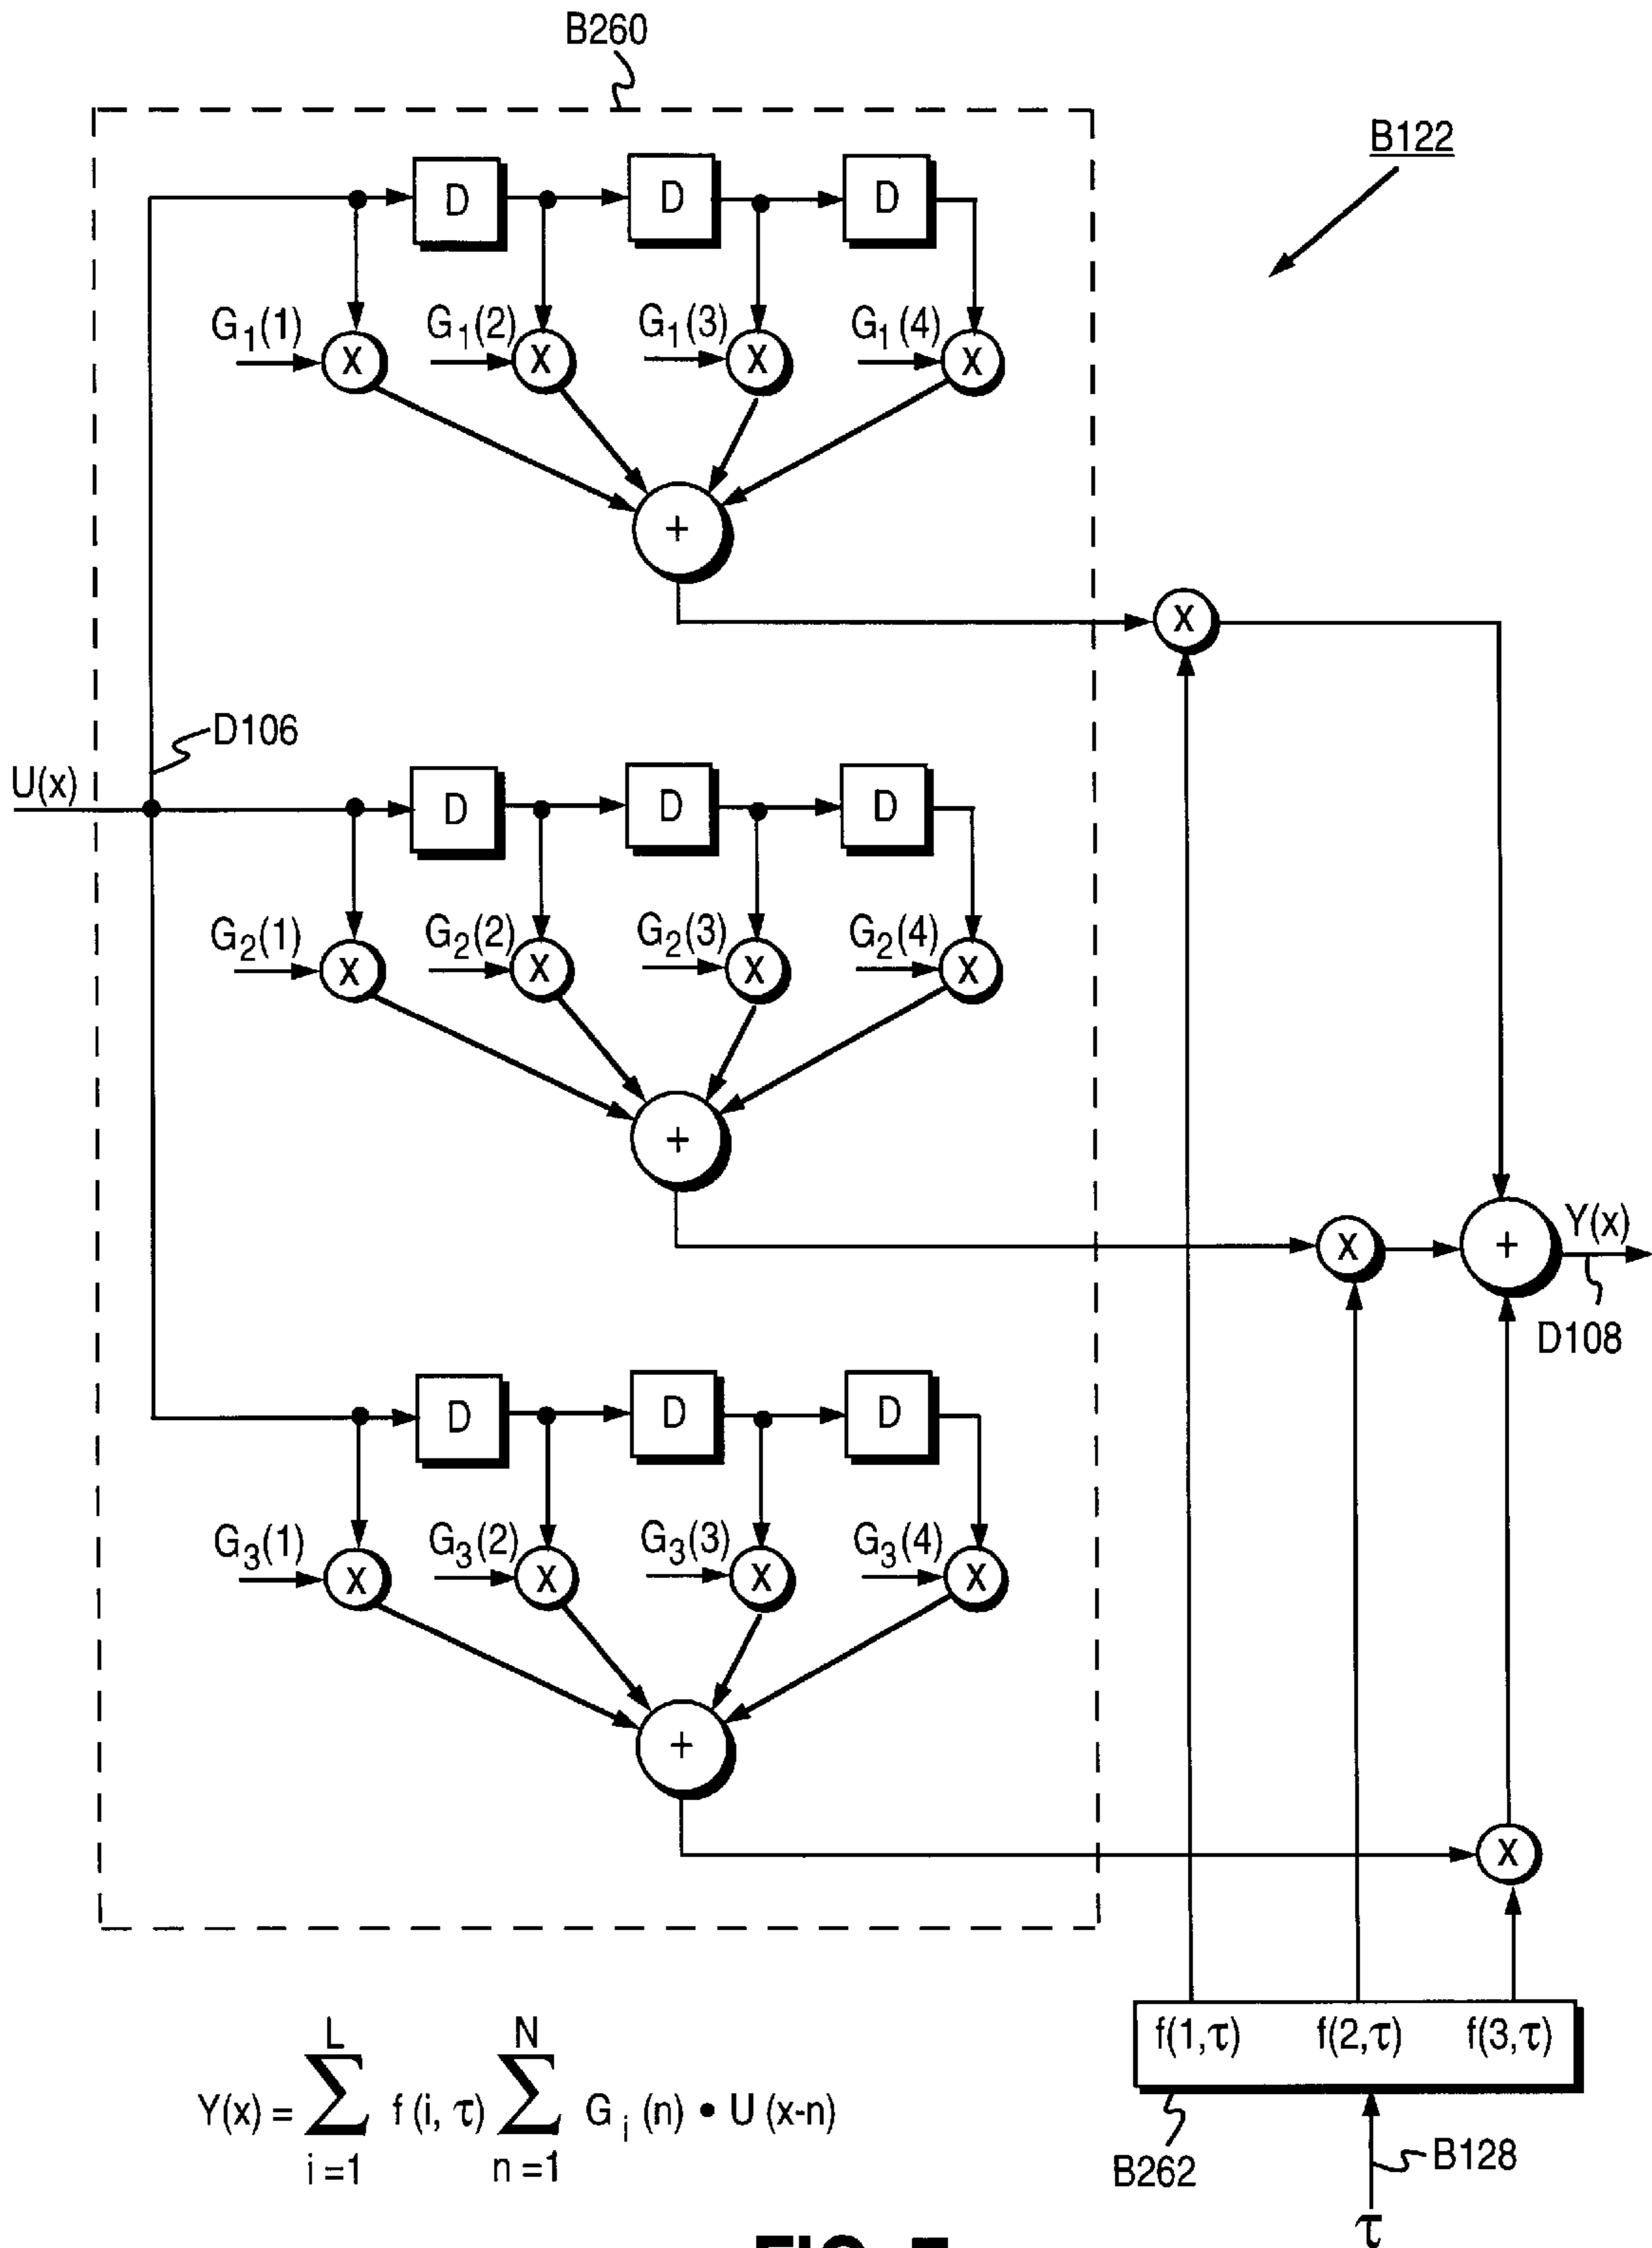 B260
B122
D D D
G1(1) G1(2) G1(3) G1(4)
X X X X
+
X
D106
U(x)
D D D
G2(1) G2(2) G2(3) G2(4)
X X X X
+
X + Y(x)
D108
D D D
G3(1) G3(2) G3(3) G3(4)
X X X X
+
X
f(1,τ) f(2,τ) f(3,τ)
B262
B128
τ
L N
Y(x) = ∑ f (i, τ) ∑ G i (n) • U (x-n)
i =1 n =1